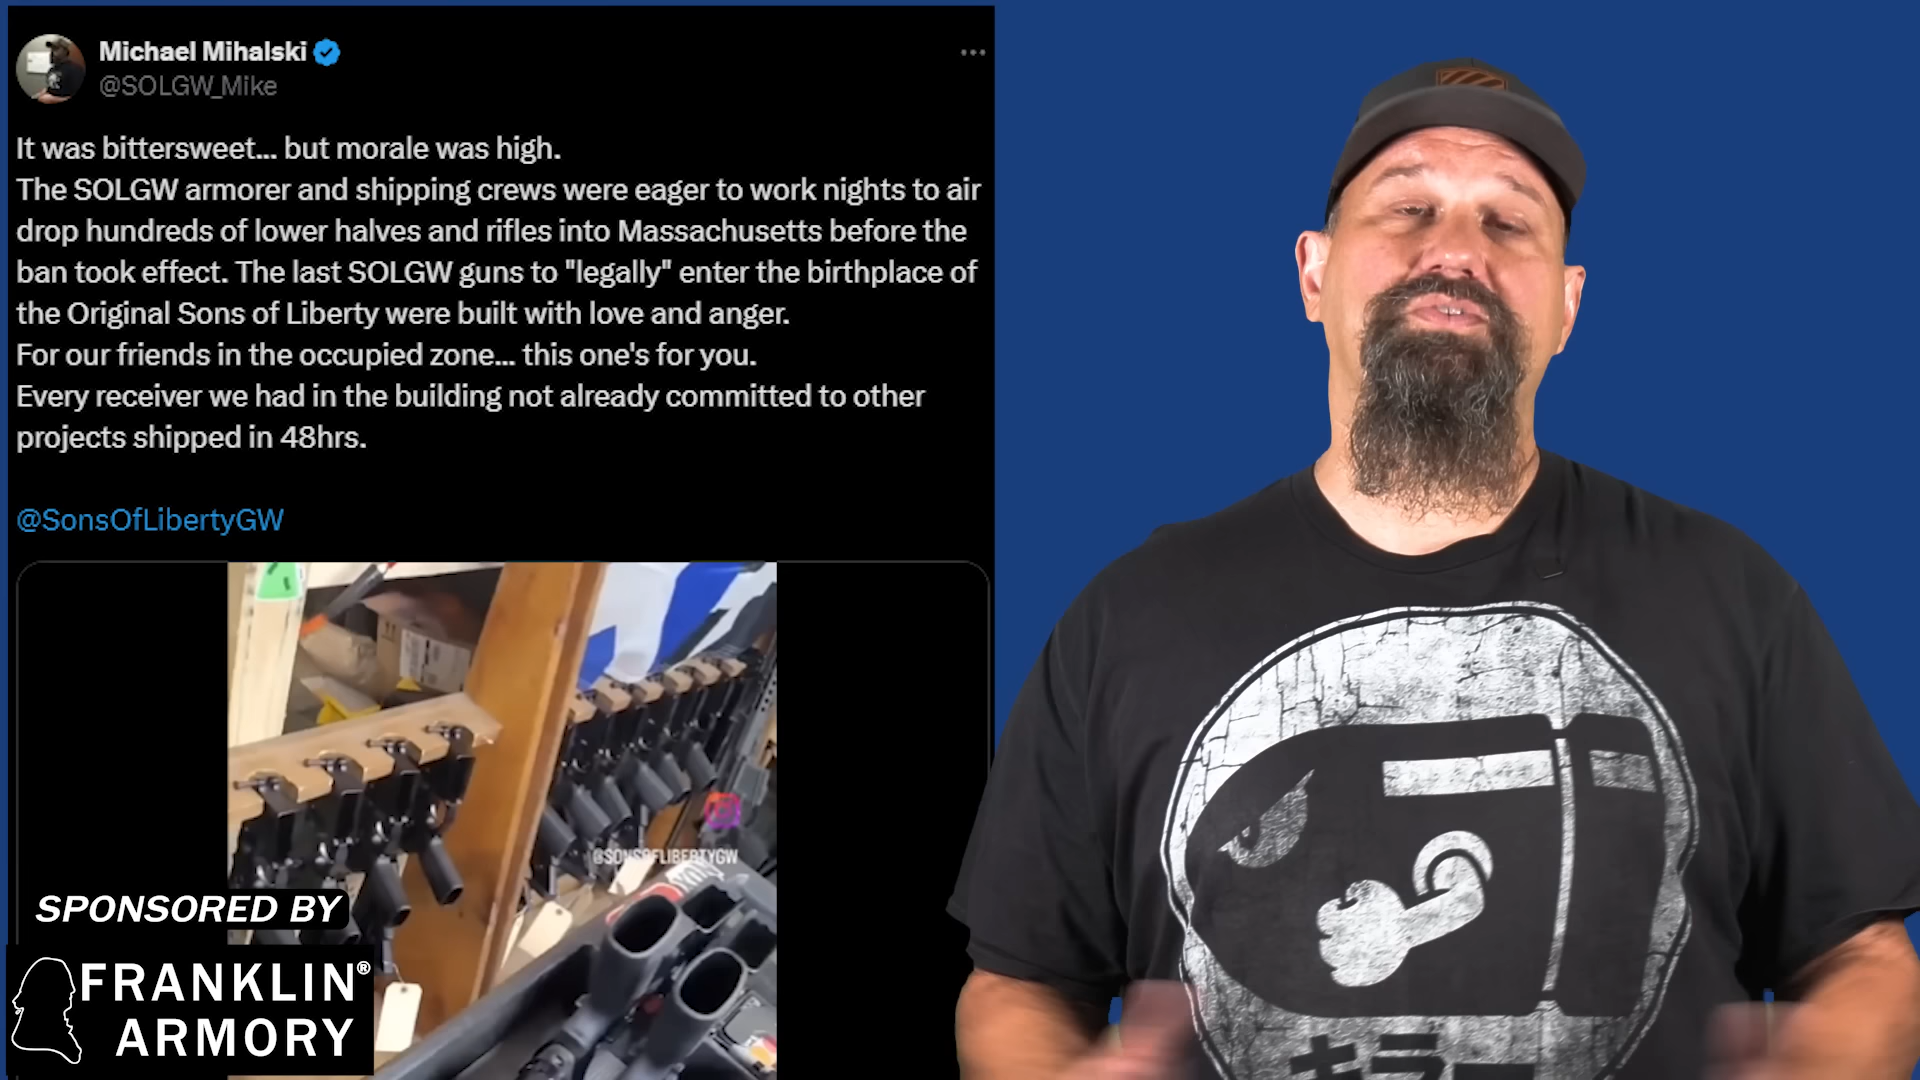 Michael Mihalski
@SOLGW_Mike
It was bittersweet... but morale was high.
The SOLGW armorer and shipping crews were eager to work nights to air
drop hundreds of lower halves and rifles into Massachusetts before the
ban took effect. The last SOLGW guns to "legally" enter the birthplace of
the Original Sons of Liberty were built with love and anger.
For our friends in the occupied zone... this one's for you.
Every receiver we had in the building not already committed to other
projects shipped in 48hrs.
@SonsOfLibertyGW
@SONSOFLIBERTYGW
SPONSORED BY
FRANKLIN®
ARMORY
キラー